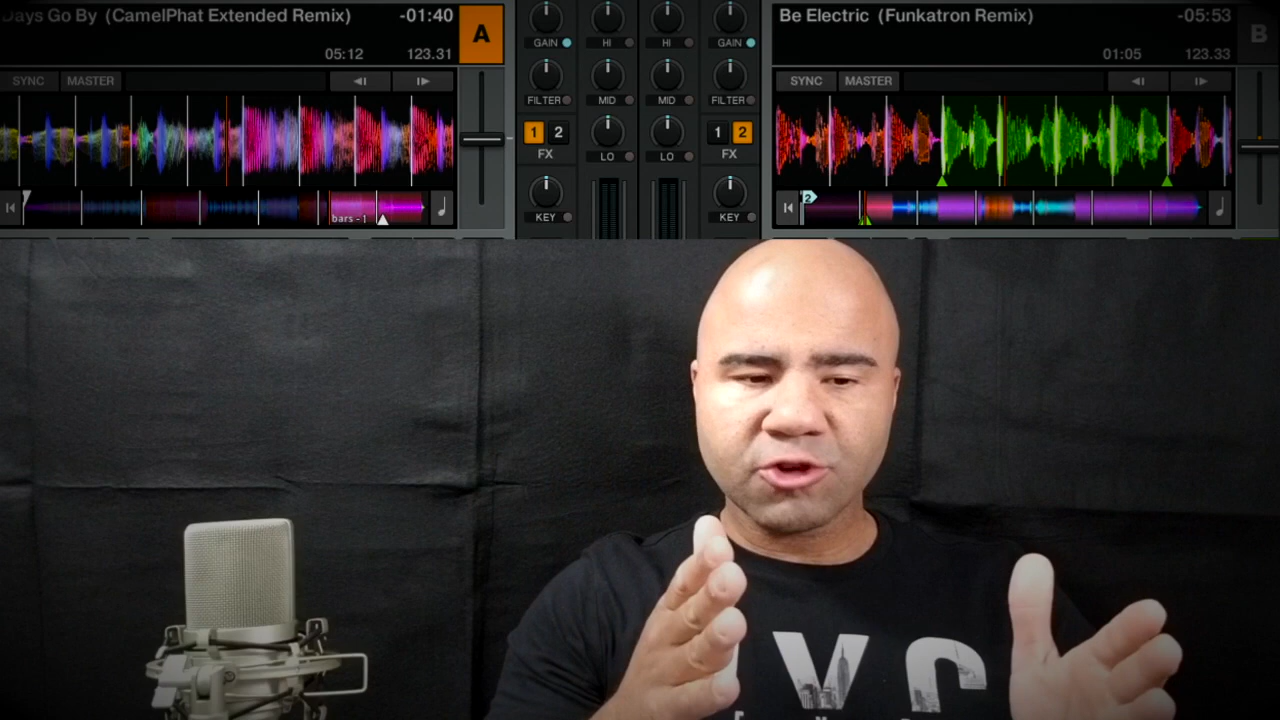 Days Go By (CamelPhat Extended Remix) -01:40
05:12 123.31
A
SYNC MASTER
bars - 1
GAIN HI HI GAIN
FILTER MID MID FILTER
1 2 LO LO 1 2
FX FX
KEY KEY
Be Electric (Funkatron Remix) -05:53
01:05 123.33
B
SYNC MASTER
2